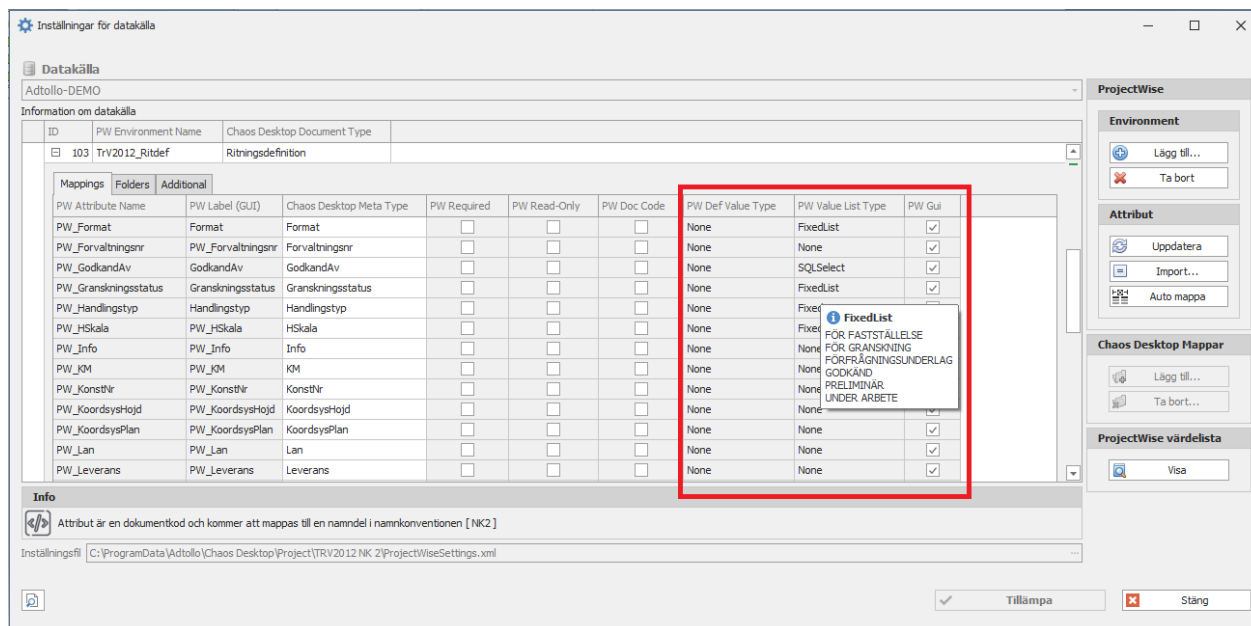 Inställningar för datakälla
Datakälla
Adtollo-DEMO
Information om datakälla
ID PW Environment Name Chaos Desktop Document Type
103 TrV2012_Ritdef Ritningsdefinition
Mappings Folders Additional
PW Attribute Name PW Label (GUI) Chaos Desktop Meta Type PW Required PW Read-Only PW Doc Code PW Def Value Type PW Value List Type PW Gui
PW_Format Format Format None FixedList
PW_Forvaltningsnr PW_Forvaltningsnr Forvaltningsnr None None
PW_GodkandAv GodkandAv GodkandAv None SQLSelect
PW_Granskningsstatus Granskningsstatus Granskningsstatus None FixedList
PW_Handlingstyp Handlingstyp Handlingstyp None
PW_HSkala PW_HSkala HSkala None
PW_Info PW_Info Info None None
PW_KM PW_KM KM None None
PW_KonstNr PW_KonstNr KonstNr None None
PW_KoordsysHojd PW_KoordsysHojd KoordsysHojd None None
PW_KoordsysPlan PW_KoordsysPlan KoordsysPlan None None
PW_Lan PW_Lan Lan None None
PW_Leverans PW_Leverans Leverans None None
FixedList
FÖR FASTSTÄLLELSE
FÖR GRANSKNING
FÖRFRÅGNINGSUNDERLAG
GODKÄND
PRELIMINÄR
UNDER ARBETE
ProjectWise
Environment
Lägg till...
Ta bort
Attribut
Uppdatera
Import...
Auto mappa
Chaos Desktop Mappar
Lägg till...
Ta bort...
ProjectWise värdelista
Visa
Info
Attribut är en dokumentkod och kommer att mappas till en namndel i namnkonventionen [ NK2 ]
Inställningsfil C:\ProgramData\Adtollo\Chaos Desktop\Project\TRV2012 NK 2\ProjectWiseSettings.xml ...
Tillämpa
Stäng